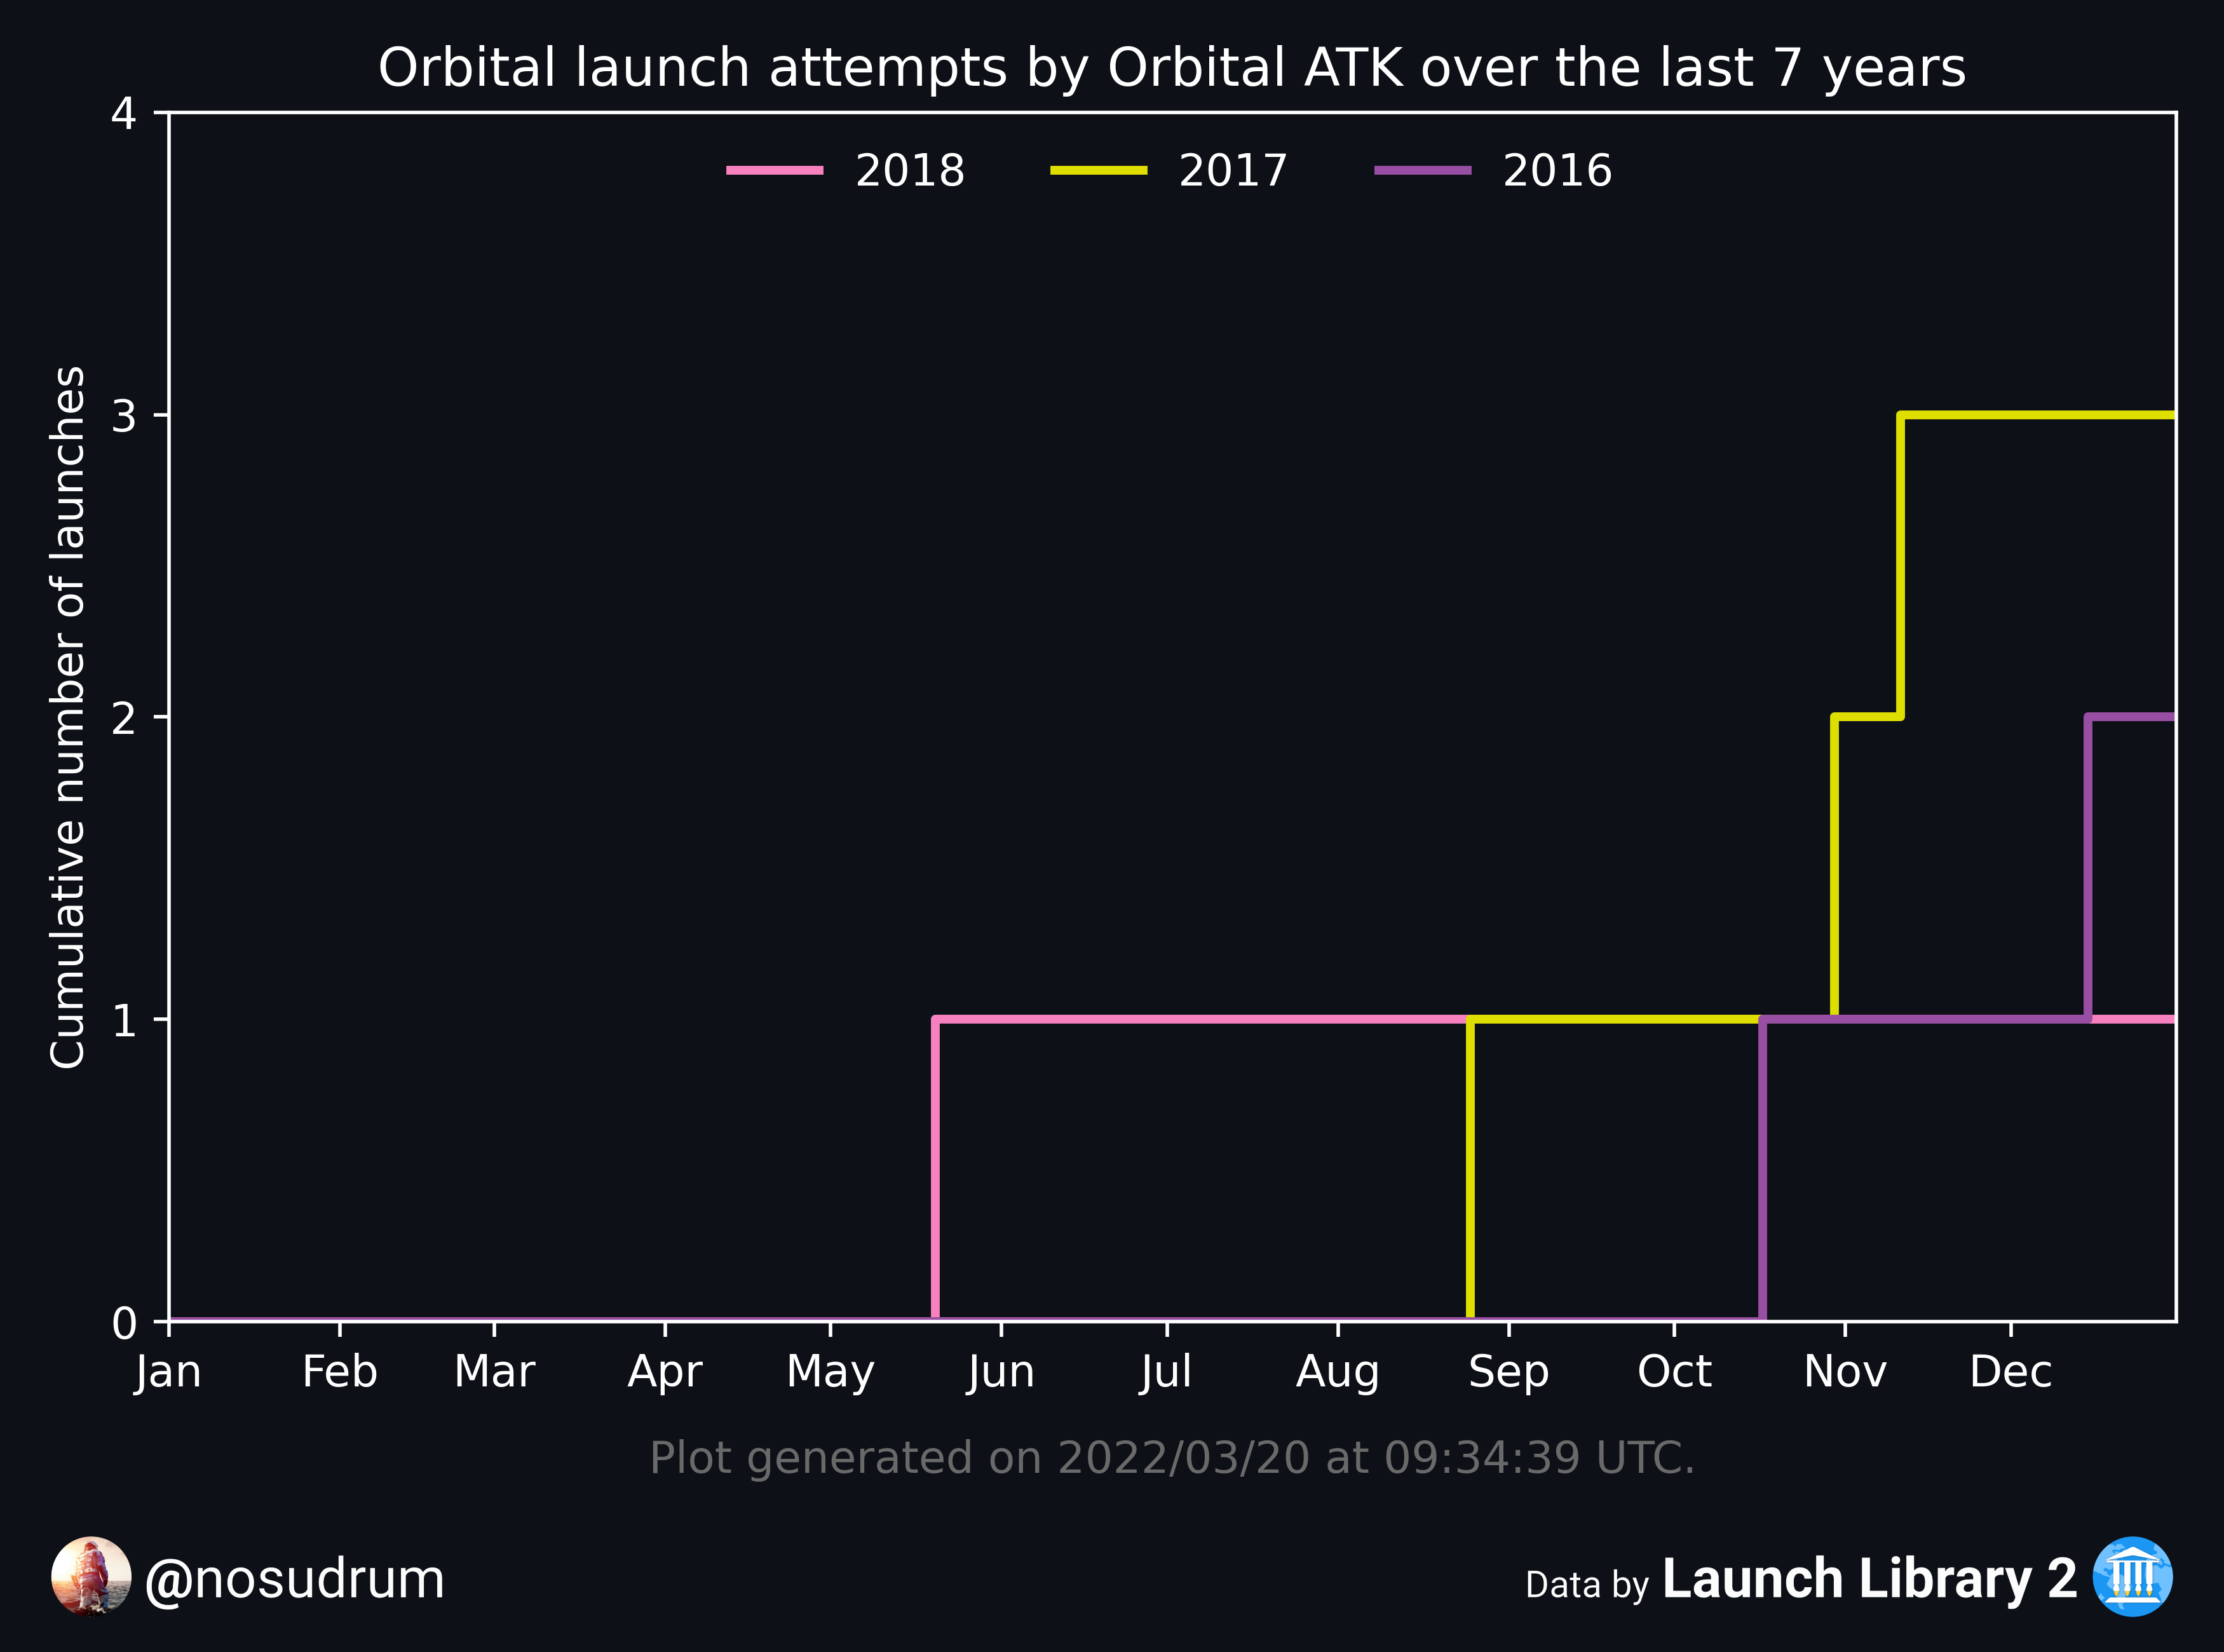 Orbital launch attempts by Orbital ATK over the last 7 years
4
2018 2017 2016
3
2
1
0
Cumulative number of launches
Jan Feb Mar Apr May Jun Jul Aug Sep Oct Nov Dec
Plot generated on 2022/03/20 at 09:34:39 UTC.
@nosudrum
Data by Launch Library 2